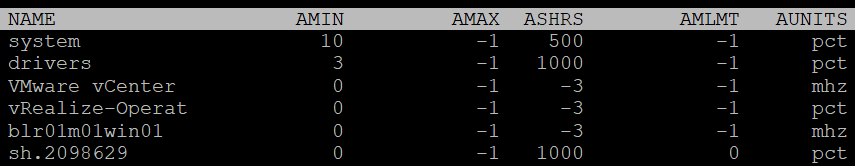 NAME AMIN AMAX ASHRS AMLMT AUNITS
system 10 -1 500 -1 pct
drivers 3 -1 1000 -1 pct
VMware vCenter 0 -1 -3 -1 mhz
vRealize-Operat 0 -1 -3 -1 pct
blr01m01win01 0 -1 -3 -1 mhz
sh.2098629 0 -1 1000 0 pct